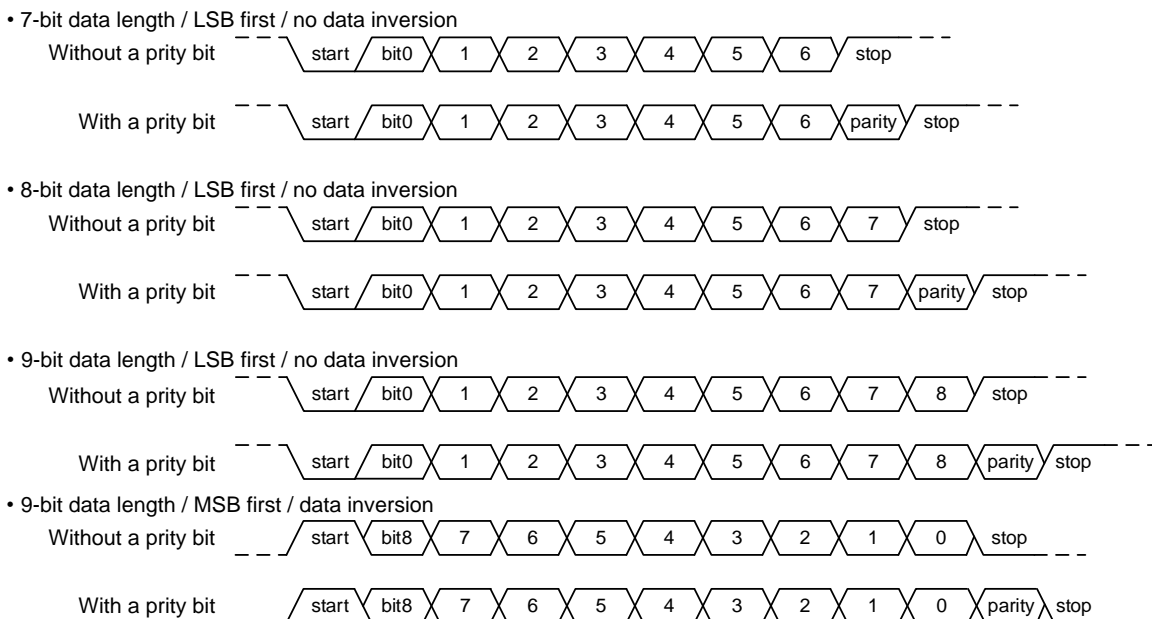 • 7-bit data length / LSB first / no data inversion
Without a prity bit start bit0 1 2 3 4 5 6 stop
With a prity bit start bit0 1 2 3 4 5 6 parity stop
• 8-bit data length / LSB first / no data inversion
Without a prity bit start bit0 1 2 3 4 5 6 7 stop
With a prity bit start bit0 1 2 3 4 5 6 7 parity stop
• 9-bit data length / LSB first / no data inversion
Without a prity bit start bit0 1 2 3 4 5 6 7 8 stop
With a prity bit start bit0 1 2 3 4 5 6 7 8 parity stop
• 9-bit data length / MSB first / data inversion
Without a prity bit start bit8 7 6 5 4 3 2 1 0 stop
With a prity bit start bit8 7 6 5 4 3 2 1 0 parity stop